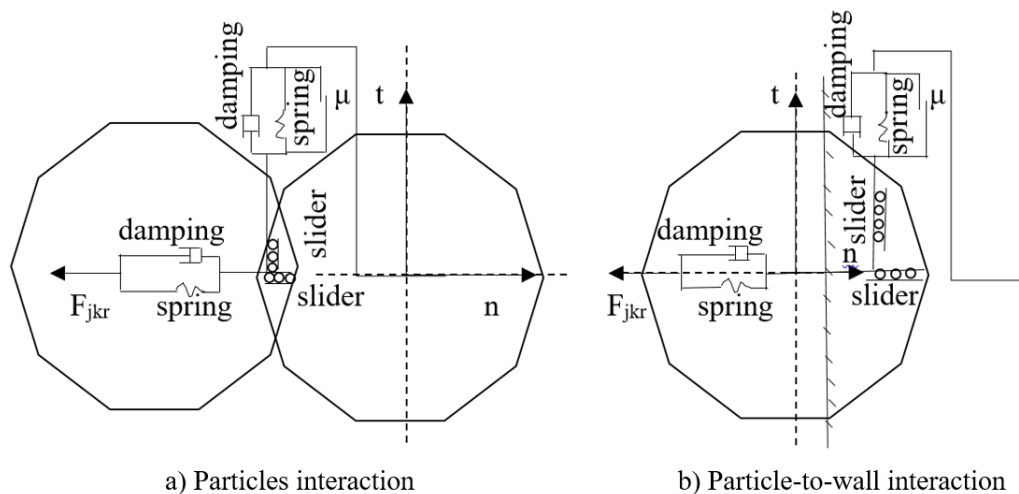 damping
spring
μ
t
slider
damping
F_jkr
spring
slider
n
a) Particles interaction
damping
spring
μ
t
slider
damping
n
F_jkr
spring
slider
b) Particle-to-wall interaction